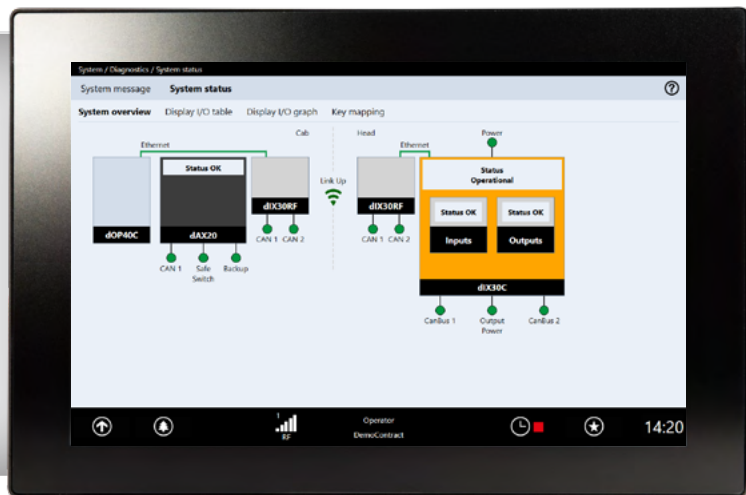 System / Diagnostics / System status
System message System status ?
System overview Display I/O table Display I/O graph Key mapping
Cab Head Power
Ethernet Ethernet
Status OK
Status
Operational
Link Up
dIX30RF dIX30RF
Status OK Status OK
dOP40C dAX20
CAN 1 CAN 2 CAN 1 CAN 2
Inputs Outputs
CAN 1 Safe
Switch Backup
dIX30C
CanBus 1 Output
Power CanBus 2
1
RF
Operator
DemoContract
14:20